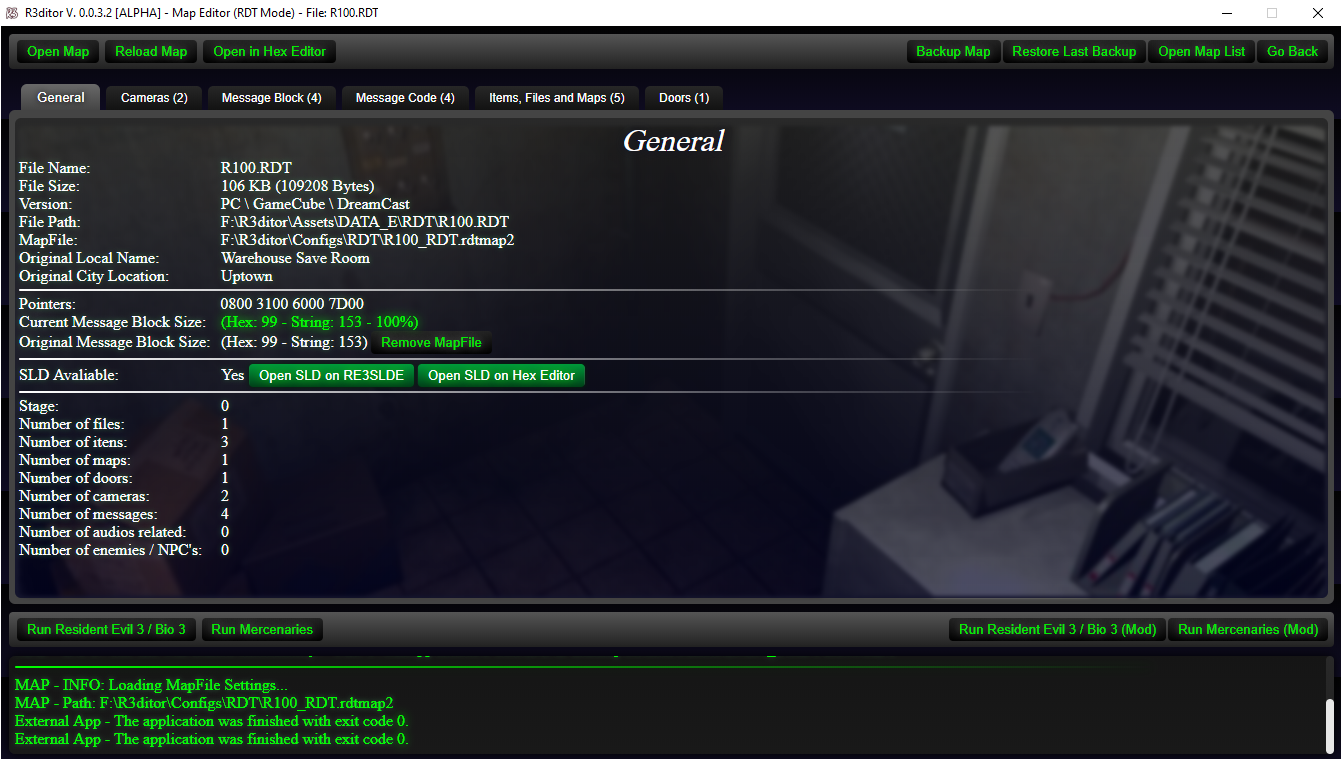 R3ditor V. 0.0.3.2 [ALPHA] - Map Editor (RDT Mode) - File: R100.RDT
Open Map Reload Map Open in Hex Editor Backup Map Restore Last Backup Open Map List Go Back
General Cameras (2) Message Block (4) Message Code (4) Items, Files and Maps (5) Doors (1)
General
File Name: R100.RDT
File Size: 106 KB (109208 Bytes)
Version: PC \ GameCube \ DreamCast
File Path: F:\R3ditor\Assets\DATA_E\RDT\R100.RDT
MapFile: F:\R3ditor\Configs\RDT\R100_RDT.rdtmap2
Original Local Name: Warehouse Save Room
Original City Location: Uptown
Pointers: 0800 3100 6000 7D00
Current Message Block Size: (Hex: 99 - String: 153 - 100%)
Original Message Block Size: (Hex: 99 - String: 153) Remove MapFile
SLD Avaliable: Yes Open SLD on RE3SLDE Open SLD on Hex Editor
Stage: 0
Number of files: 1
Number of itens: 3
Number of maps: 1
Number of doors: 1
Number of cameras: 2
Number of messages: 4
Number of audios related: 0
Number of enemies / NPC's: 0
Run Resident Evil 3 / Bio 3 Run Mercenaries Run Resident Evil 3 / Bio 3 (Mod) Run Mercenaries (Mod)
MAP - INFO: Loading MapFile Settings...
MAP - Path: F:\R3ditor\Configs\RDT\R100_RDT.rdtmap2
External App - The application was finished with exit code 0.
External App - The application was finished with exit code 0.